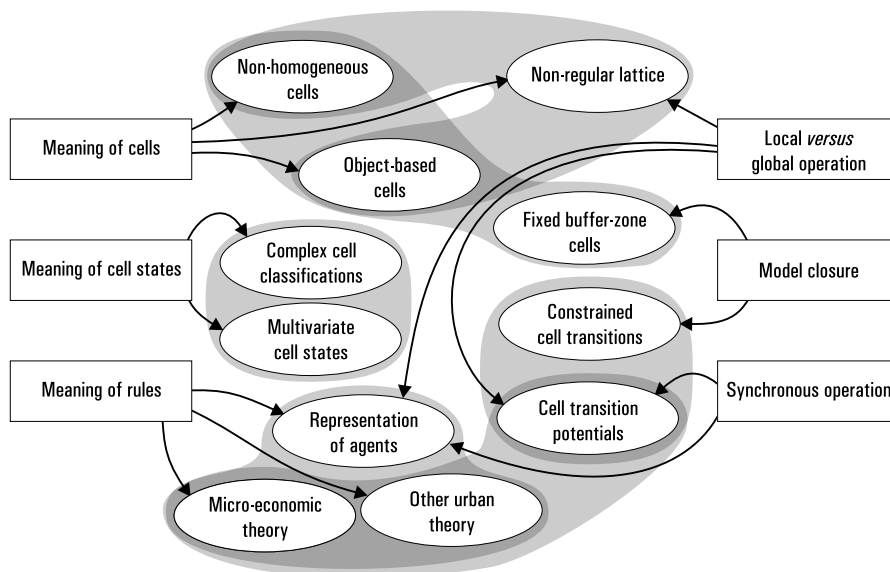 Non-homogeneous
cells
Non-regular lattice
Meaning of cells
Local versus
global operation
Object-based
cells
Fixed buffer-zone
cells
Complex cell
classifications
Meaning of cell states
Model closure
Constrained
cell transitions
Multivariate
cell states
Meaning of rules
Synchronous operation
Representation
of agents
Cell transition
potentials
Micro-economic
theory
Other urban
theory